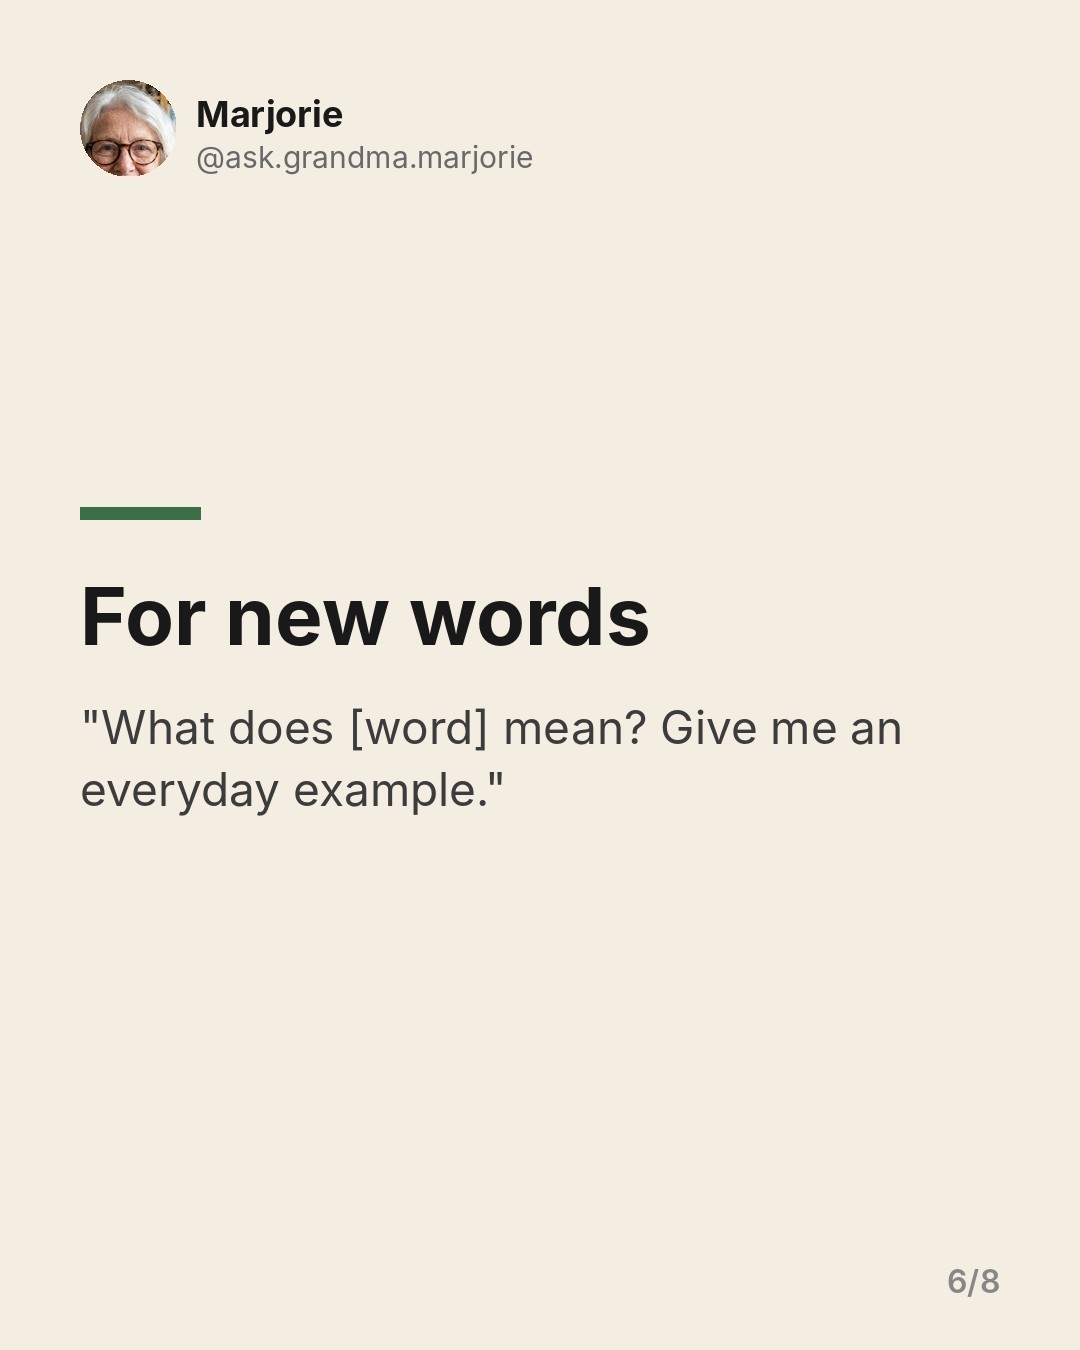 Marjorie
@ask.grandma.marjorie
For new words
"What does [word] mean? Give me an
everyday example."
6/8